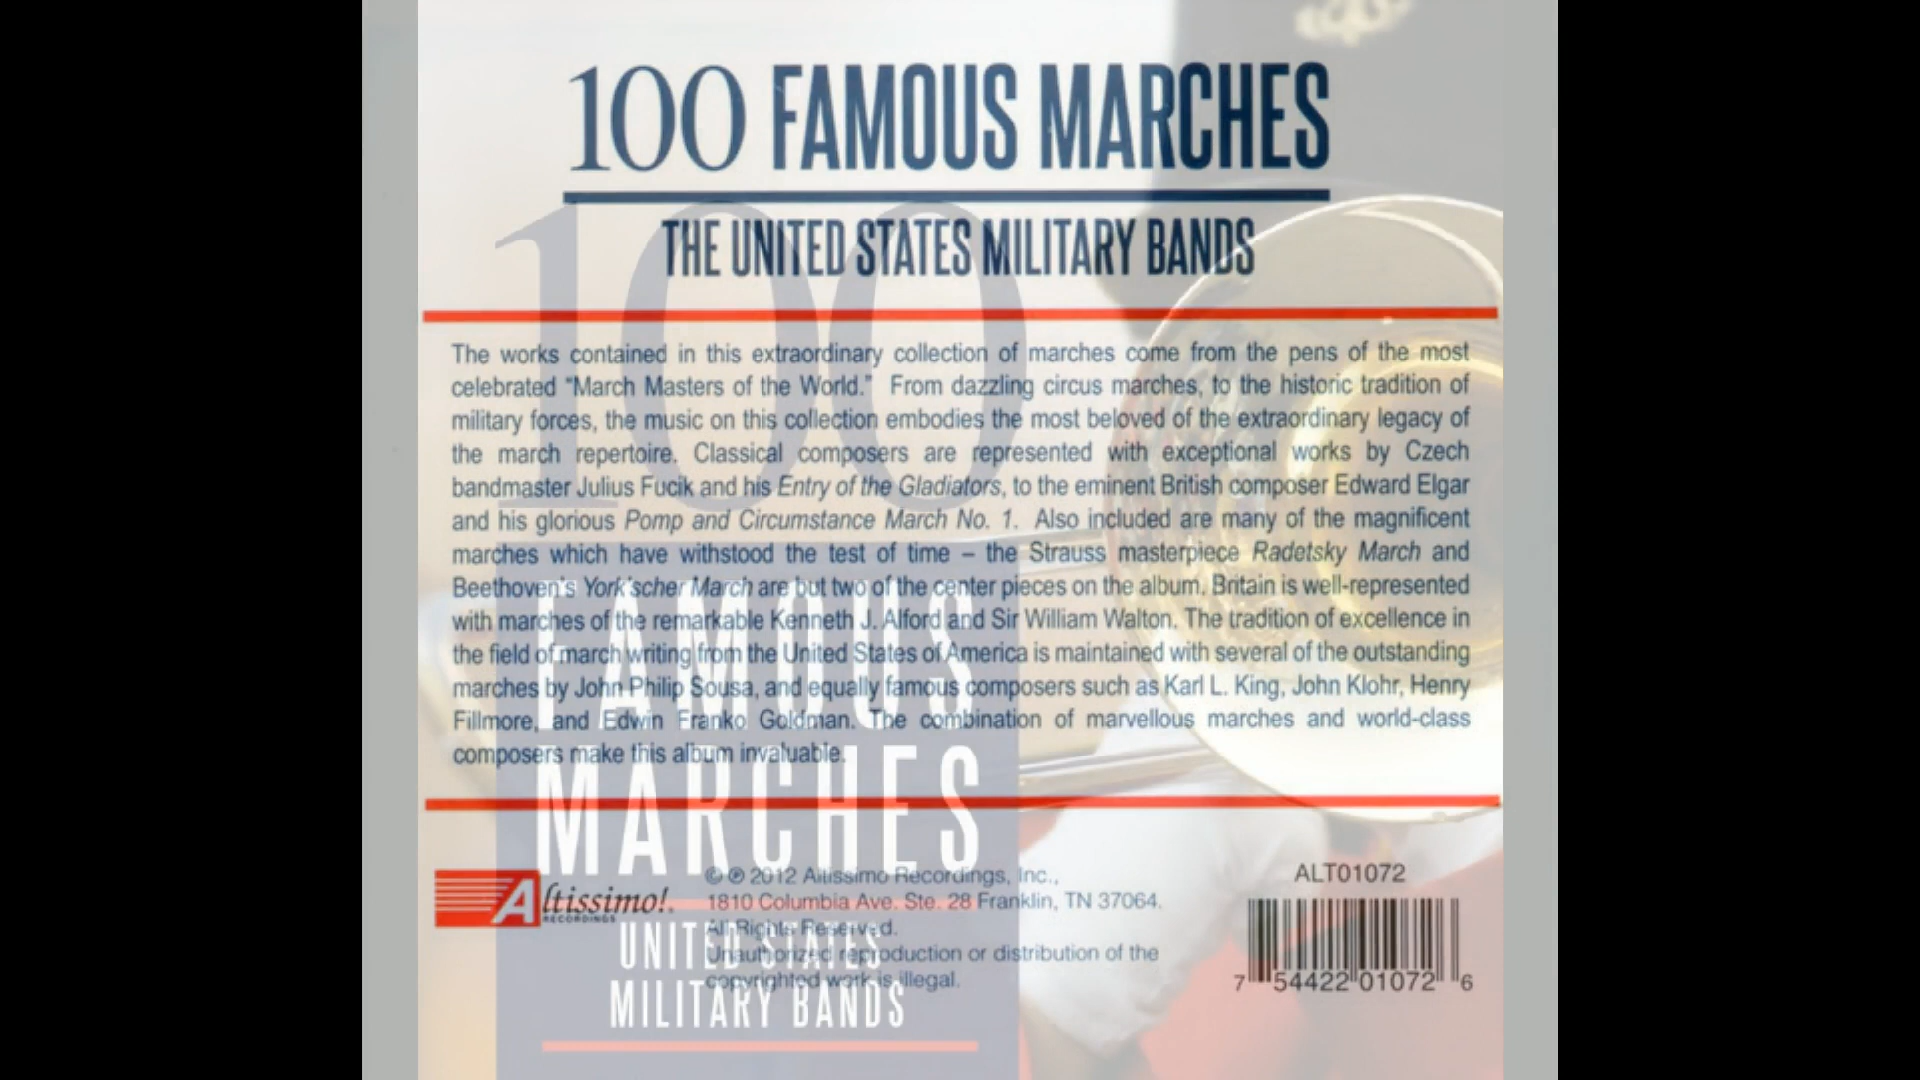 100 FAMOUS MARCHES
THE UNITED STATES MILITARY BANDS
The works contained in this extraordinary collection of marches come from the pens of the most
celebrated "March Masters of the World." From dazzling circus marches, to the historic tradition of
military forces, the music on this collection embodies the most beloved of the extraordinary legacy of
the march repertoire. Classical composers are represented with exceptional works by Czech
bandmaster Julius Fucik and his Entry of the Gladiators, to the eminent British composer Edward Elgar
and his glorious Pomp and Circumstance March No. 1. Also included are many of the magnificent
marches which have withstood the test of time – the Strauss masterpiece Radetsky March and
Beethoven's York'scher March are but two of the center pieces on the album. Britain is well-represented
with marches of the remarkable Kenneth J. Alford and Sir William Walton. The tradition of excellence in
the field of march writing from the United States of America is maintained with several of the outstanding
marches by John Philip Sousa, and equally famous composers such as Karl L. King, John Klohr, Henry
Fillmore, and Edwin Franko Goldman. The combination of marvellous marches and world-class
composers make this album invaluable.
Altissimo!
RECORDINGS
© ℗ 2012 Altissimo Recordings, Inc.,
1810 Columbia Ave. Ste. 28 Franklin, TN 37064.
All Rights Reserved.
Unauthorized reproduction or distribution of the
copyrighted work is illegal.
ALT01072
7 54422 01072 6
100
FAMOUS
MARCHES
UNITED STATES
MILITARY BANDS